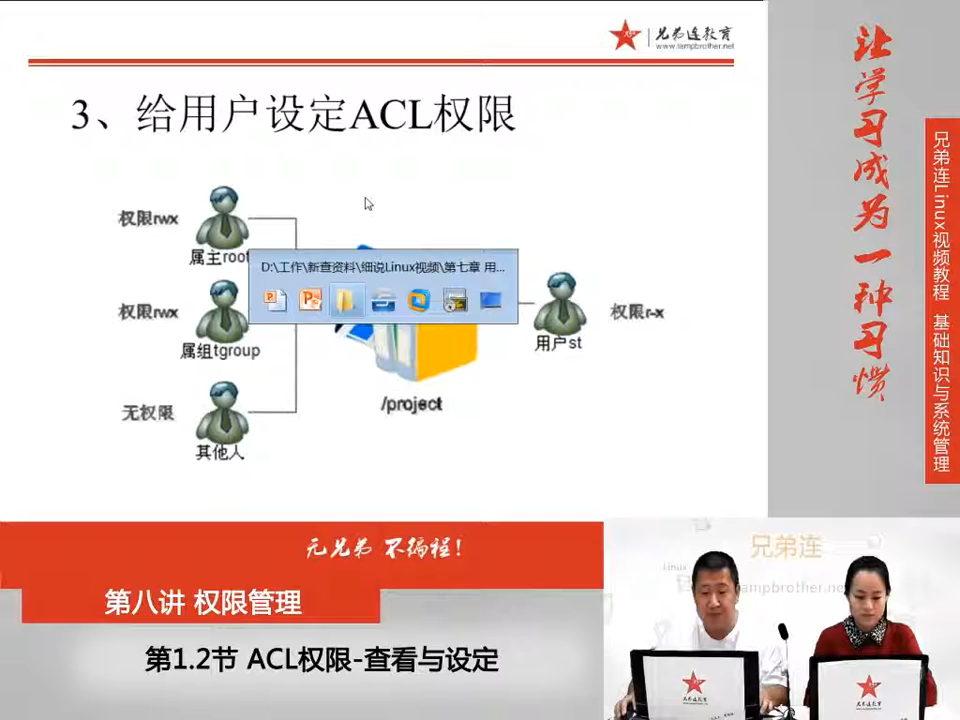 兄弟连教育
www.lampbrother.net
3、给用户设定ACL权限
权限rwx
属主root
D:\工作\新查资料\细说Linux视频\第七章 用...
权限rwx
属组tgroup
用户st
权限r-x
/project
无权限
其他人
让学习成为一种习惯
兄弟连Linux视频教程 基础知识与系统管理
无兄弟 不编程！
第八讲 权限管理
第1.2节 ACL权限-查看与设定
兄弟连
Linux
lampbrother.ne